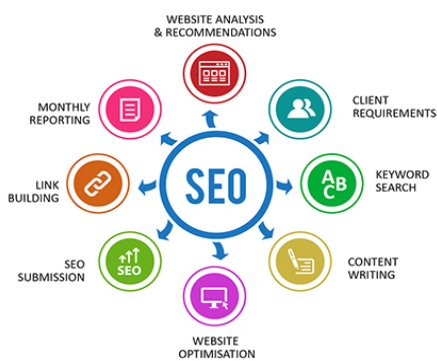 WEBSITE ANALYSIS
& RECOMMENDATIONS
MONTHLY
REPORTING
CLIENT
REQUIREMENTS
LINK
BUILDING
SEO
KEYWORD
SEARCH
A
B
C
SEO
SUBMISSION
SEO
CONTENT
WRITING
WEBSITE
OPTIMISATION